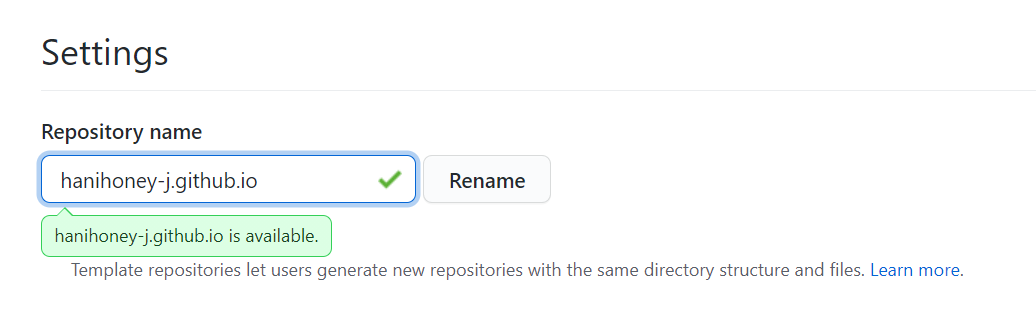 Settings
Repository name
hanihoney-j.github.io
Rename
hanihoney-j.github.io is available.
Template repositories let users generate new repositories with the same directory structure and files. Learn more.